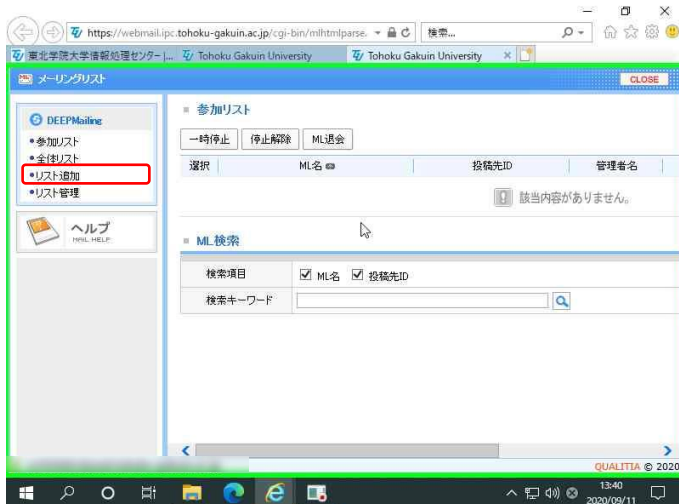 https://webmail.ipc.tohoku-gakuin.ac.jp/cgi-bin/mlhtmlparse.
検索...
東北学院大学情報処理センター | ...
Tohoku Gakuin University
Tohoku Gakuin University
メーリングリスト
CLOSE
DEEPMailing
•参加リスト
•全体リスト
•リスト追加
•リスト管理
ヘルプ
MAIL HELP
参加リスト
一時停止 停止解除 ML退会
選択 ML名 投稿先ID 管理者名
該当内容がありません。
ML検索
検索項目 ML名 投稿先ID
検索キーワード
QUALITIA © 2020
13:40
2020/09/11